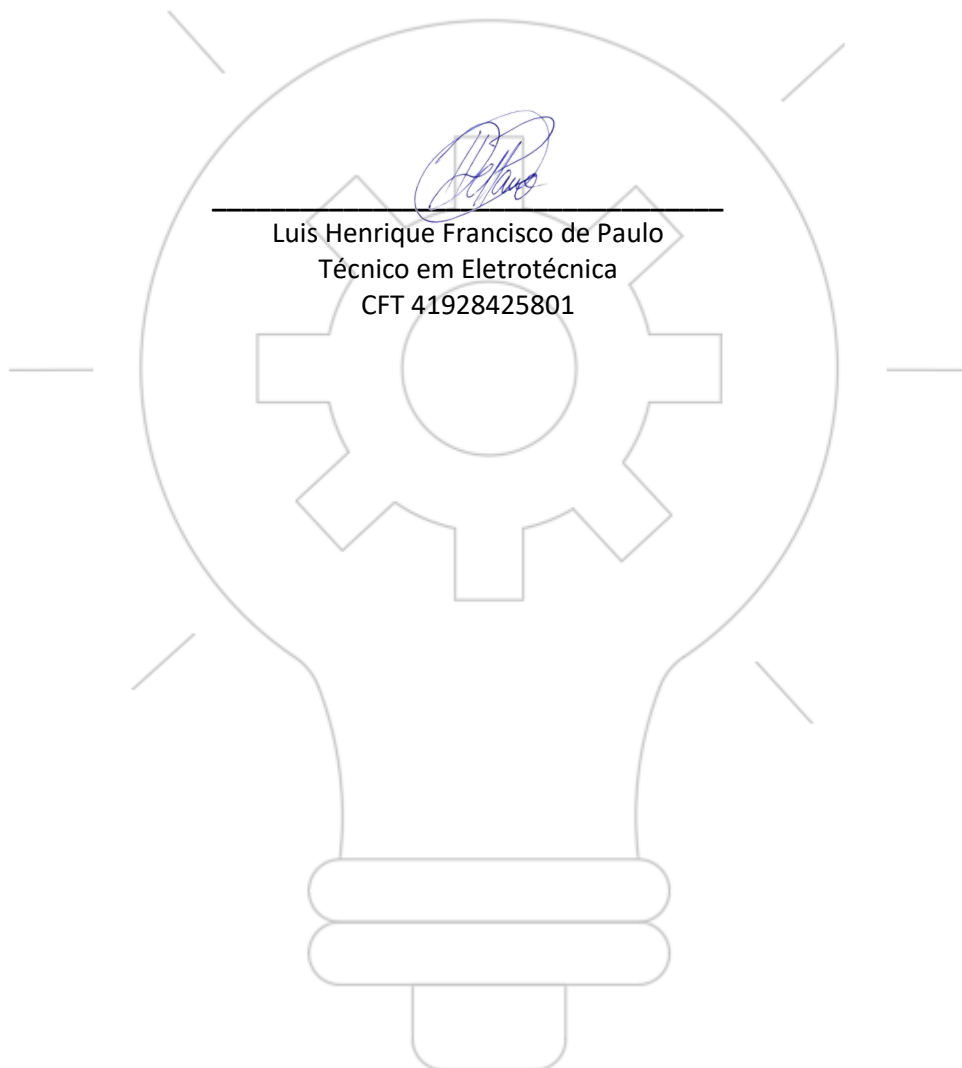 Luis Henrique Francisco de Paulo
Técnico em Eletrotécnica
CFT 41928425801